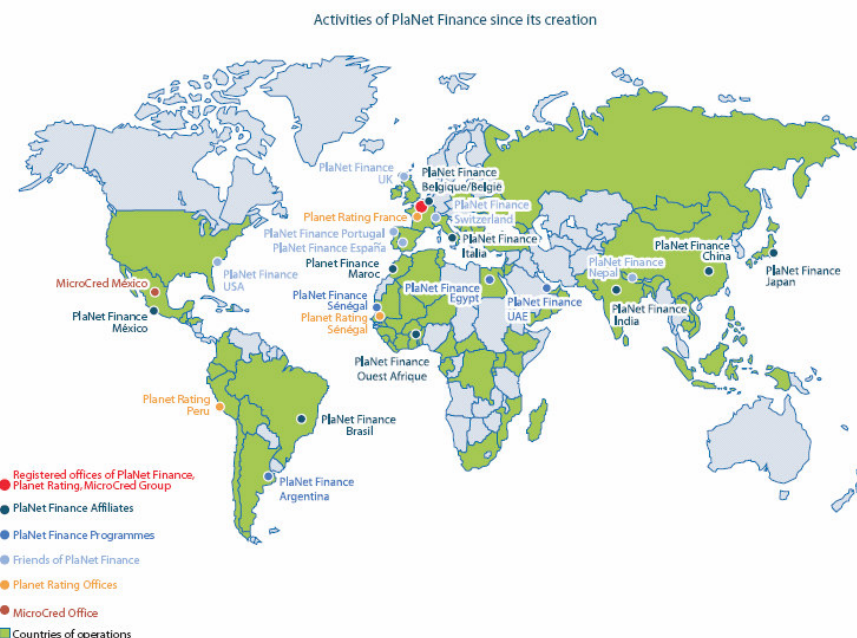 Activities of PlaNet Finance since its creation
PlaNet Finance
UK
PlaNet Finance
Belgique/België
Planet Rating France
PlaNet Finance
Switzerland
PlaNet Finance Portugal
PlaNet Finance España
PlaNet Finance
Italia
Planet Finance
Maroc
PlaNet Finance
USA
MicroCred México
PlaNet Finance
México
PlaNet Finance
Sénégal
Planet Rating
Sénégal
PlaNet Finance
Egypt
PlaNet Finance
UAE
PlaNet Finance
Nepal
PlaNet Finance
China
PlaNet Finance
Japan
PlaNet Finance
India
PlaNet Finance
Ouest Afrique
Planet Rating
Peru
PlaNet Finance
Brasil
PlaNet Finance
Argentina
Registered offices of PlaNet Finance,
Planet Rating, MicroCred Group
PlaNet Finance Affiliates
PlaNet Finance Programmes
Friends of PlaNet Finance
Planet Rating Offices
MicroCred Office
Countries of operations